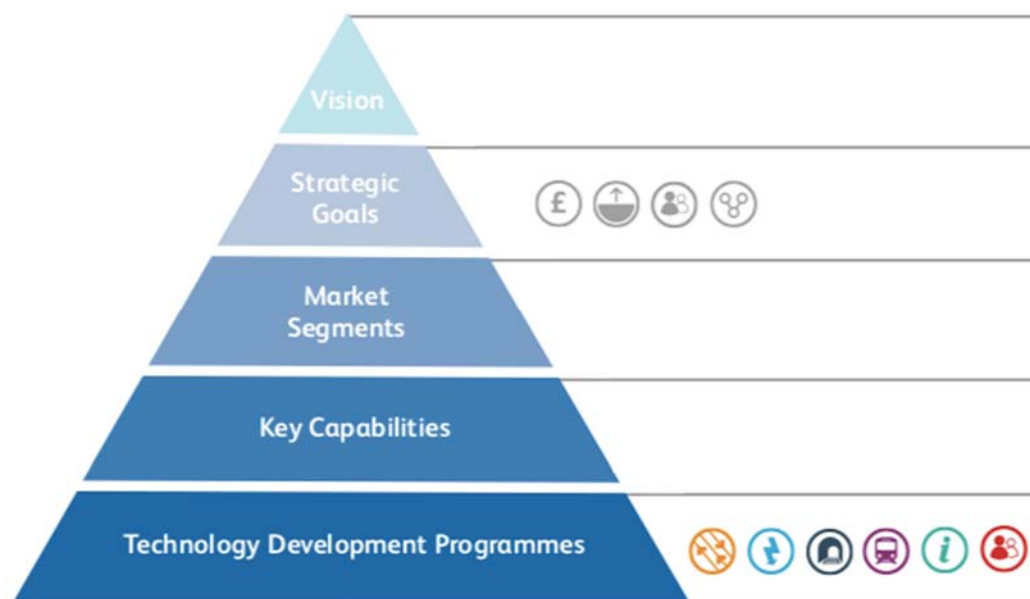 Vision
Strategic
Goals
£
Market
Segments
Key Capabilities
Technology Development Programmes
i